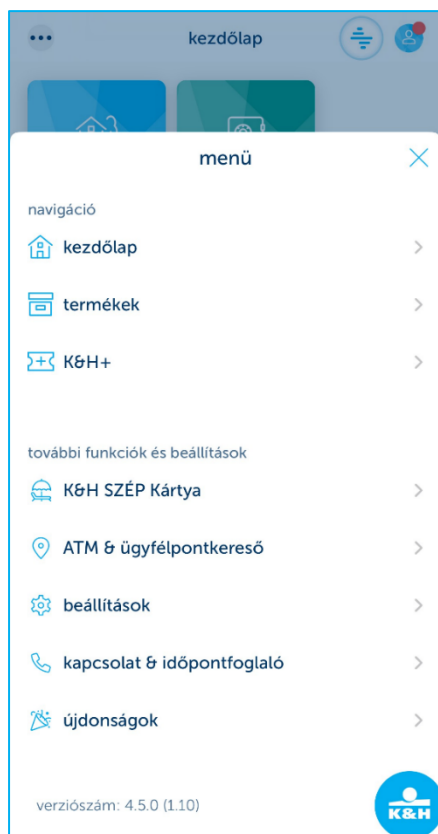 kezdőlap
menü
navigáció
kezdőlap
termékek
K&H+
további funkciók és beállítások
K&H SZÉP Kártya
ATM & ügyfélpontkereső
beállítások
kapcsolat & időpontfoglaló
újdonságok
verziószám: 4.5.0 (1.10)
K&H